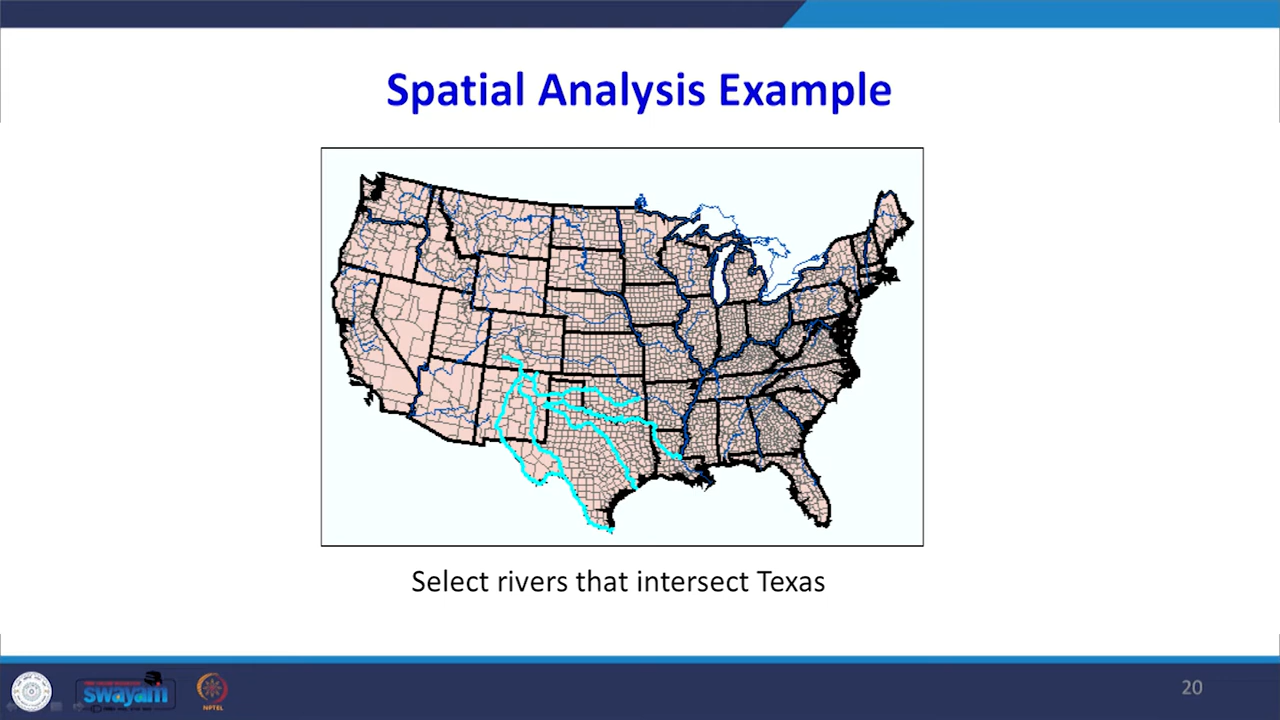 Spatial Analysis Example
Select rivers that intersect Texas
swayam
NPTEL
20